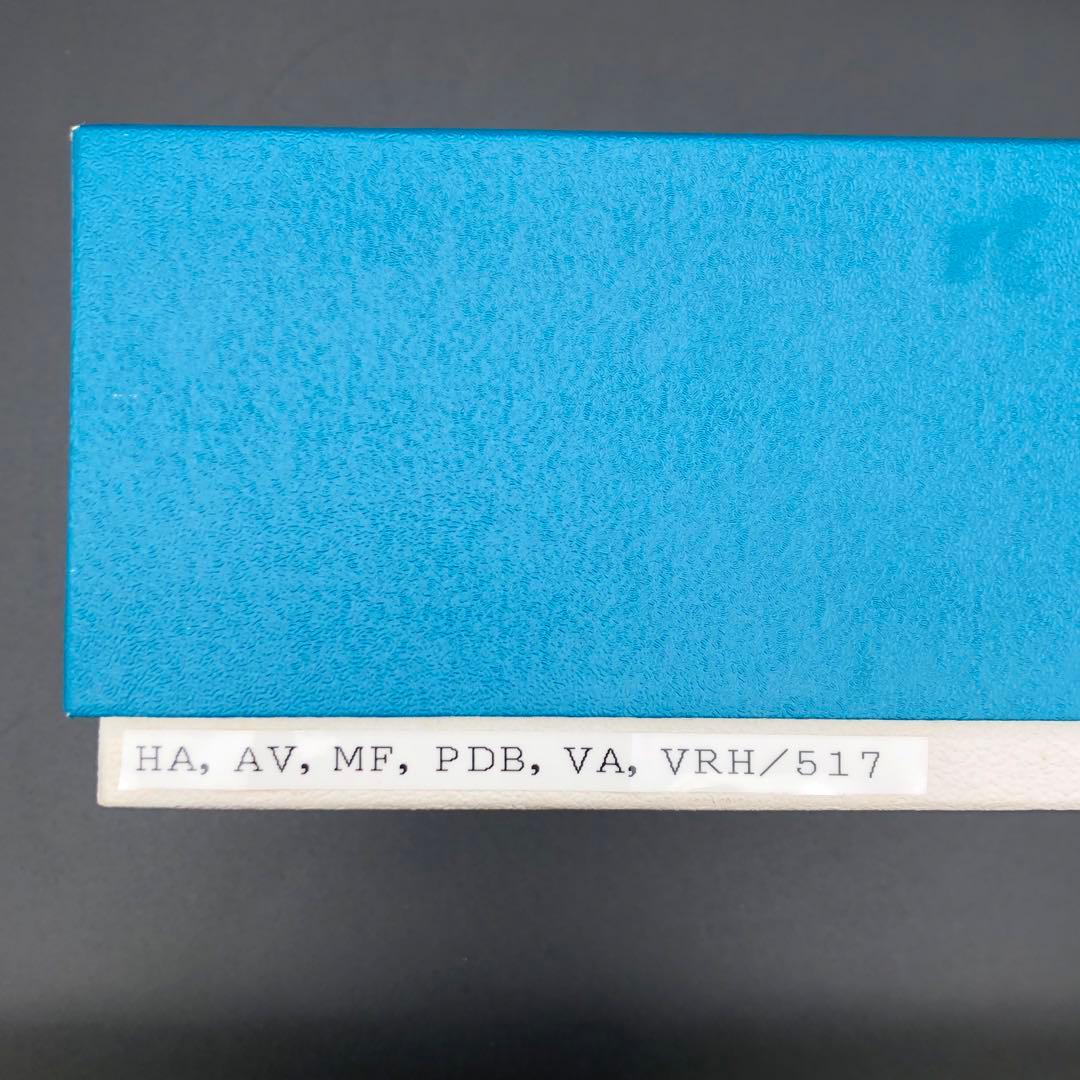 HA, AV, MF, PDB, VA, VRH/517